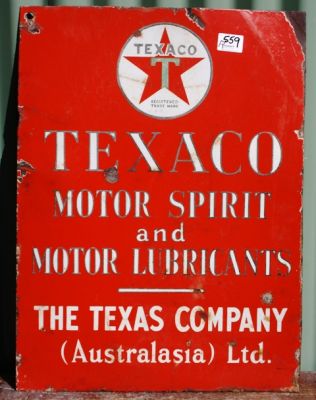 559
TEXACO
T
REGISTERED
TRADE MARK
TEXACO
MOTOR SPIRIT
and
MOTOR LUBRICANTS
THE TEXAS COMPANY
(Australasia) Ltd.